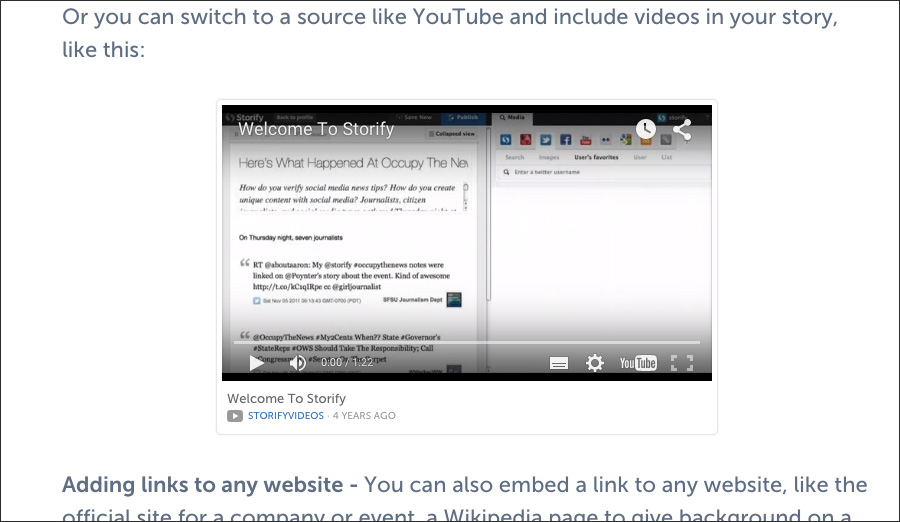 Or you can switch to a source like YouTube and include videos in your story,
like this:
Storify Back to profile Save New Publish
Collapsed view
Welcome To Storify
Media
storify
Here's What Happened At Occupy The New
Search Images User's favorites User List
Enter a twitter username
How do you verify social media news tips? How do you create
unique content with social media? Journalists, citizen
On Thursday night, seven journalists
RT @aboutaaron: My @storify #occupythenews notes were
linked on @Poynter's story about the event. Kind of awesome
http://t.co/kC1qIRpe cc @girljournalist
Sat Nov 05 2011 06:13:43 GMT-0700 (PDT) SFSU Journalism Dept
@OccupyTheNews #My2Cents When?? State #Governor's
#StateReps #OWS Should Take The Responsibility; Call
0:00 / 1:22
YouTube
Welcome To Storify
STORIFYVIDEOS · 4 YEARS AGO
Adding links to any website - You can also embed a link to any website, like the
official site for a company or event, a Wikipedia page to give background on a